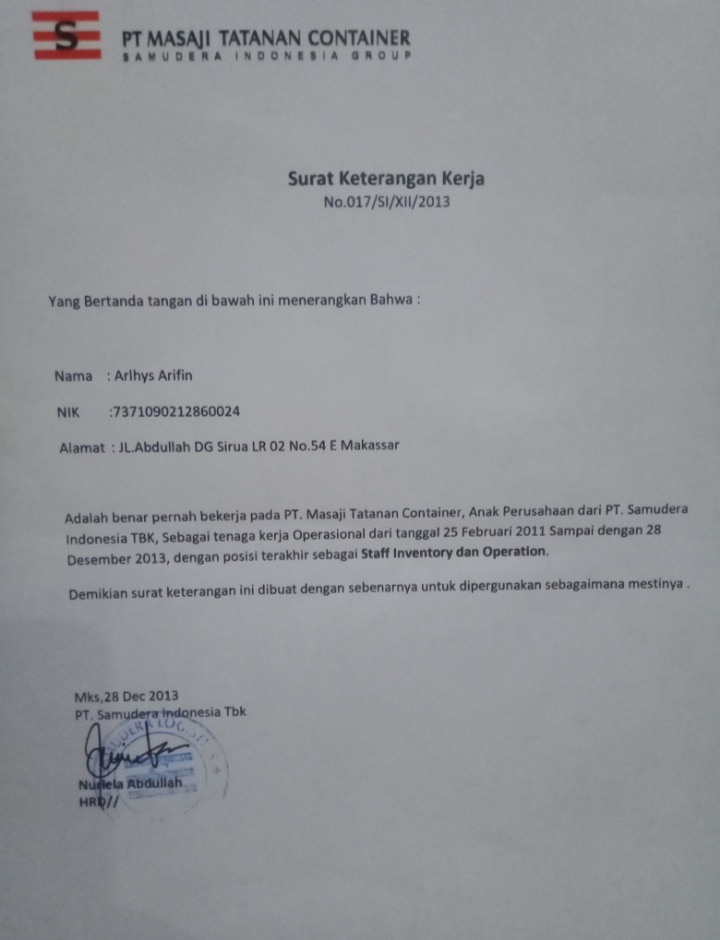 S
PT MASAJI TATANAN CONTAINER
SAMUDERA INDONESIA GROUP
Surat Keterangan Kerja
No.017/SI/XII/2013
Yang Bertanda tangan di bawah ini menerangkan Bahwa :
Nama : Arlhys Arifin
NIK :7371090212860024
Alamat : JL.Abdullah DG Sirua LR 02 No.54 E Makassar
Adalah benar pernah bekerja pada PT. Masaji Tatanan Container, Anak Perusahaan dari PT. Samudera
Indonesia TBK, Sebagai tenaga kerja Operasional dari tanggal 25 Februari 2011 Sampai dengan 28
Desember 2013, dengan posisi terakhir sebagai Staff Inventory dan Operation.
Demikian surat keterangan ini dibuat dengan sebenarnya untuk dipergunakan sebagaimana mestinya .
Mks,28 Dec 2013
PT. Samudera Indonesia Tbk
Nurlela Abdullah
HRD//